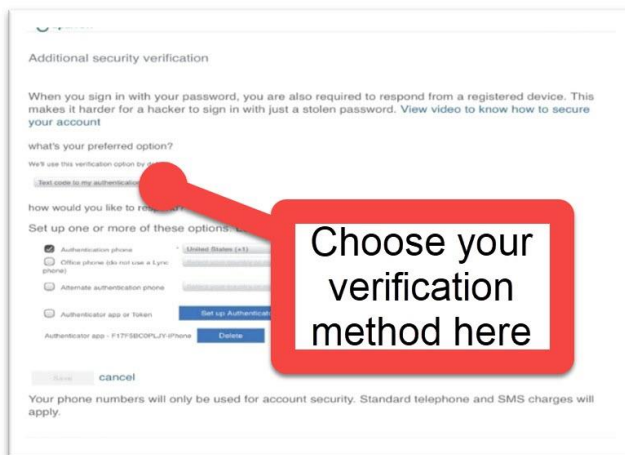 Additional security verification
When you sign in with your password, you are also required to respond from a registered device. This
makes it harder for a hacker to sign in with just a stolen password. View video to know how to secure
your account
what's your preferred option?
We'll use this verification option by
Text code to my authentication
how would you like to
Set up one or more of these options.
Authentication phone * United States (+1)
Office phone (do not use a Lync
phone)
Alternate authentication phone
Authenticator app or Token Set up Authenticator
Authenticator app - iPhone Delete
Save cancel
Your phone numbers will only be used for account security. Standard telephone and SMS charges will
apply.
Choose your
verification
method here